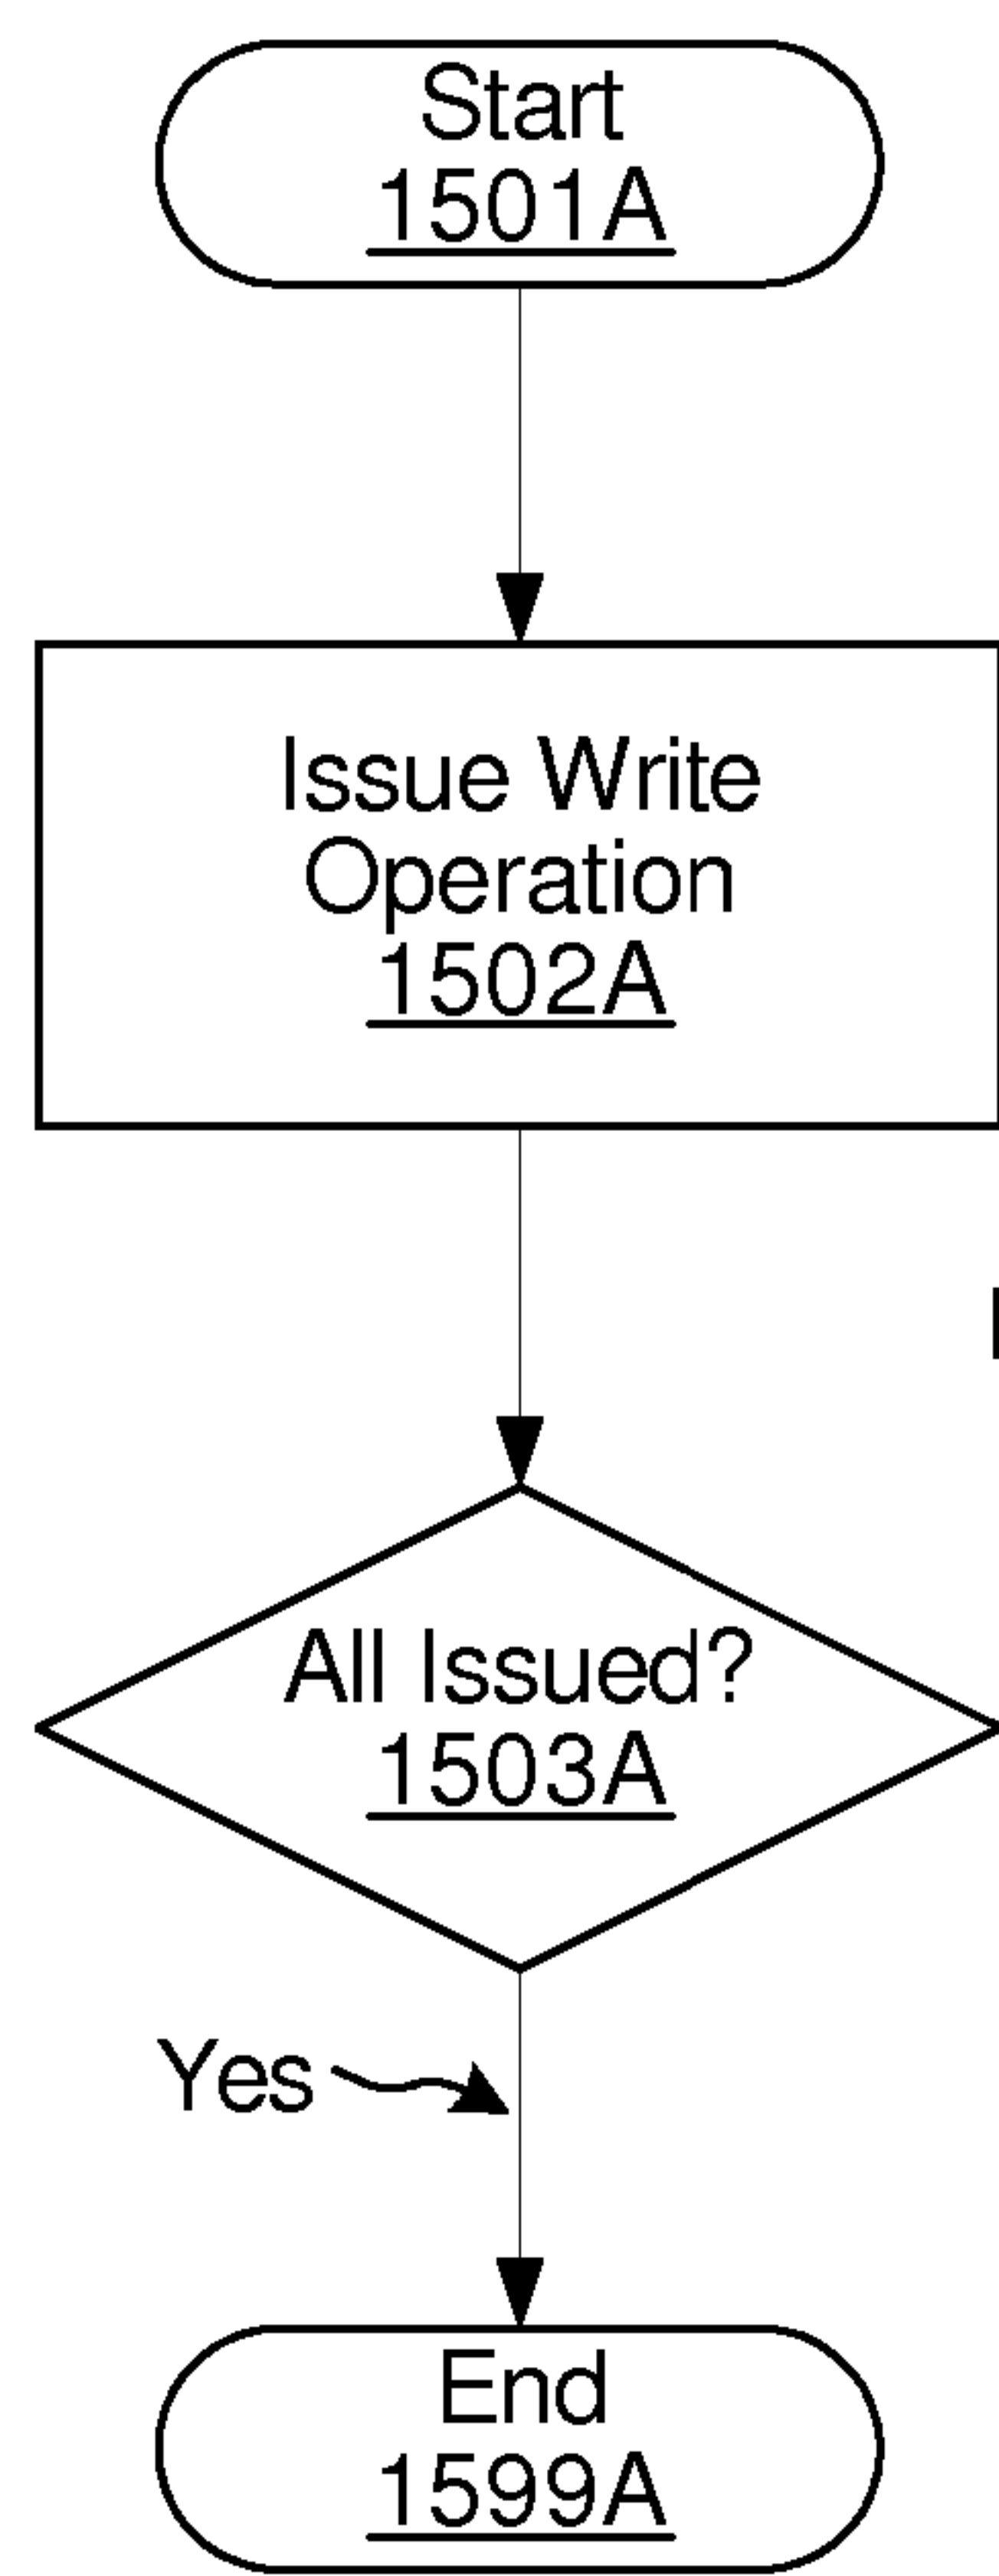 Start
1501A
Issue Write
Operation
1502A
All Issued?
1503A
Yes
End
1599A